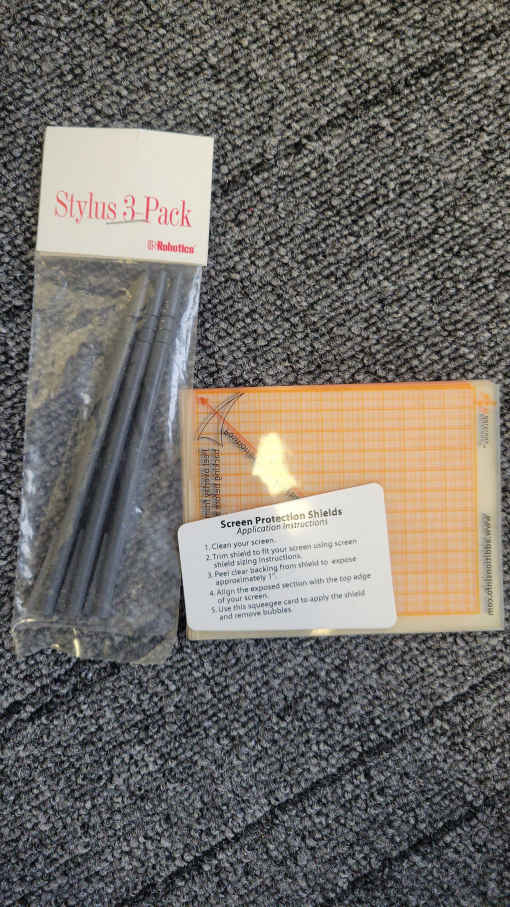 Stylus 3-Pack
U.S.Robotics
Screen Protection Shields
Application Instructions
1. Clean your screen.
2. Trim shield to fit your screen using screen
shield sizing instructions.
3. Peel clear backing from shield to expose
approximately 1".
4. Align the exposed section with the top edge
of your screen.
5. Use this squeegee card to apply the shield
and remove bubbles.